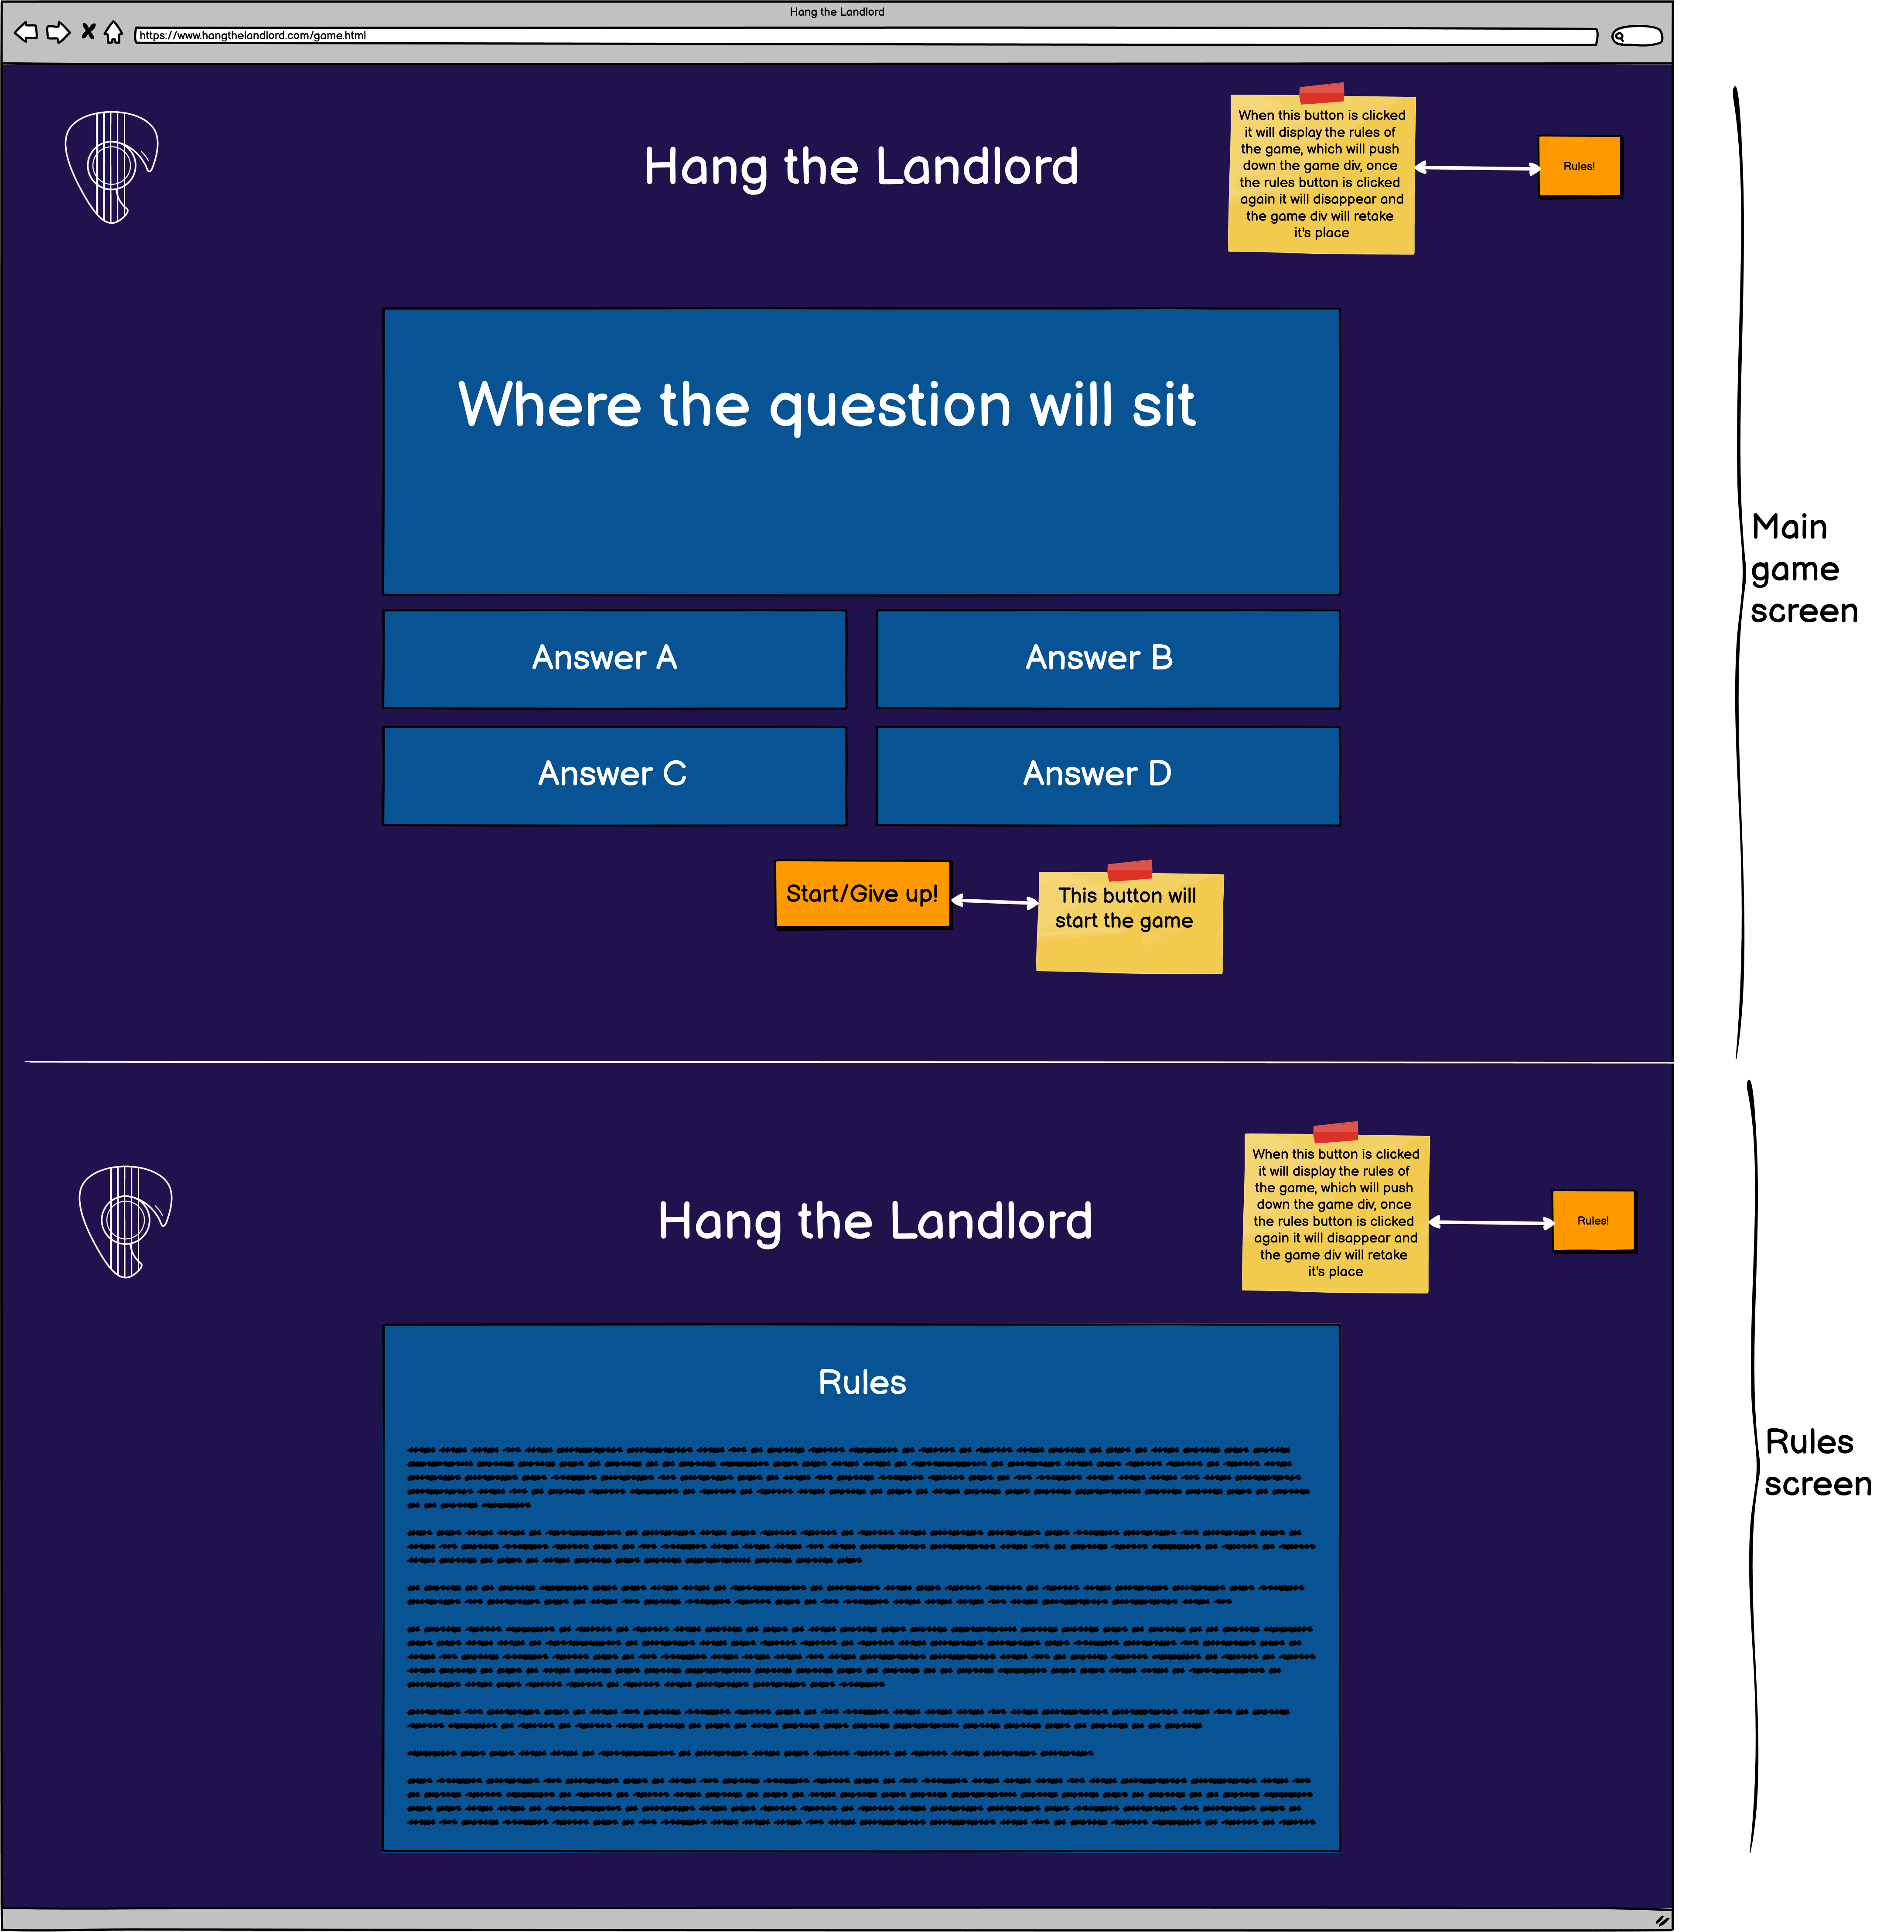 Hang the Landlord
https://www.hangthelandlord.com/game.html
Hang the Landlord
When this button is clicked
it will display the rules of
the game, which will push
down the game div, once
the rules button is clicked
again it will disappear and
the game div will retake
it's place
Rules!
Where the question will sit
Answer A
Answer B
Answer C
Answer D
Start/Give up!
This button will
start the game
Main
game
screen
Hang the Landlord
When this button is clicked
it will display the rules of
the game, which will push
down the game div, once
the rules button is clicked
again it will disappear and
the game div will retake
it's place
Rules!
Rules
Rules
screen